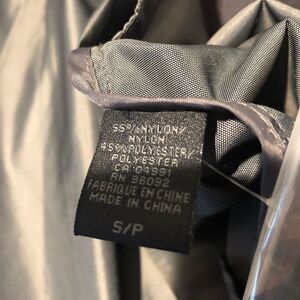 55%NYLON/
NYLON
45%POLYESTER/
POLYESTER
CA 04991
RN 96092
FABRIQUE EN CHINE
MADE IN CHINA
S/P